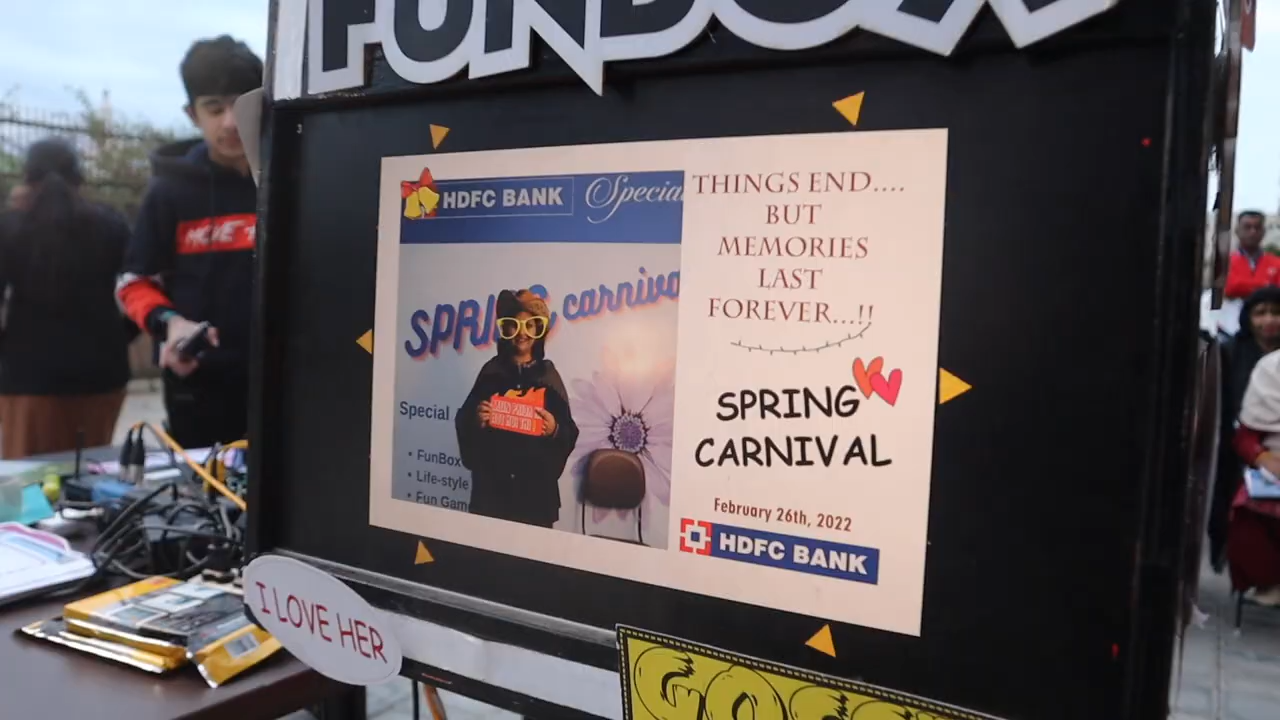 FUNBOX
MOVE
HDFC BANK Special
SPRING carniva
Special
• FunBox
• Life-style
• Fun Gam
THINGS END....
BUT
MEMORIES
LAST
FOREVER...!!
SPRING
CARNIVAL
February 26th, 2022
HDFC BANK
I LOVE HER